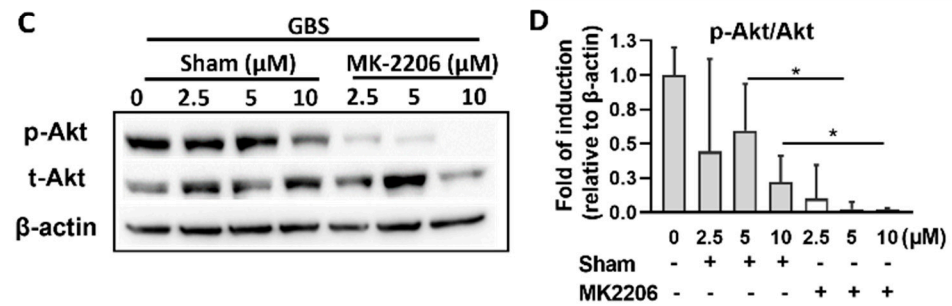 C
GBS
Sham (μM) MK-2206 (μM)
0 2.5 5 10 2.5 5 10
p-Akt
t-Akt
β-actin
D
p-Akt/Akt
Fold of induction
(relative to β-actin)
1.3
1.0
0.5
0.3
0.0
*
*
0 2.5 5 10 2.5 5 10 (μM)
Sham - + + + - - -
MK2206 - - - - + + +